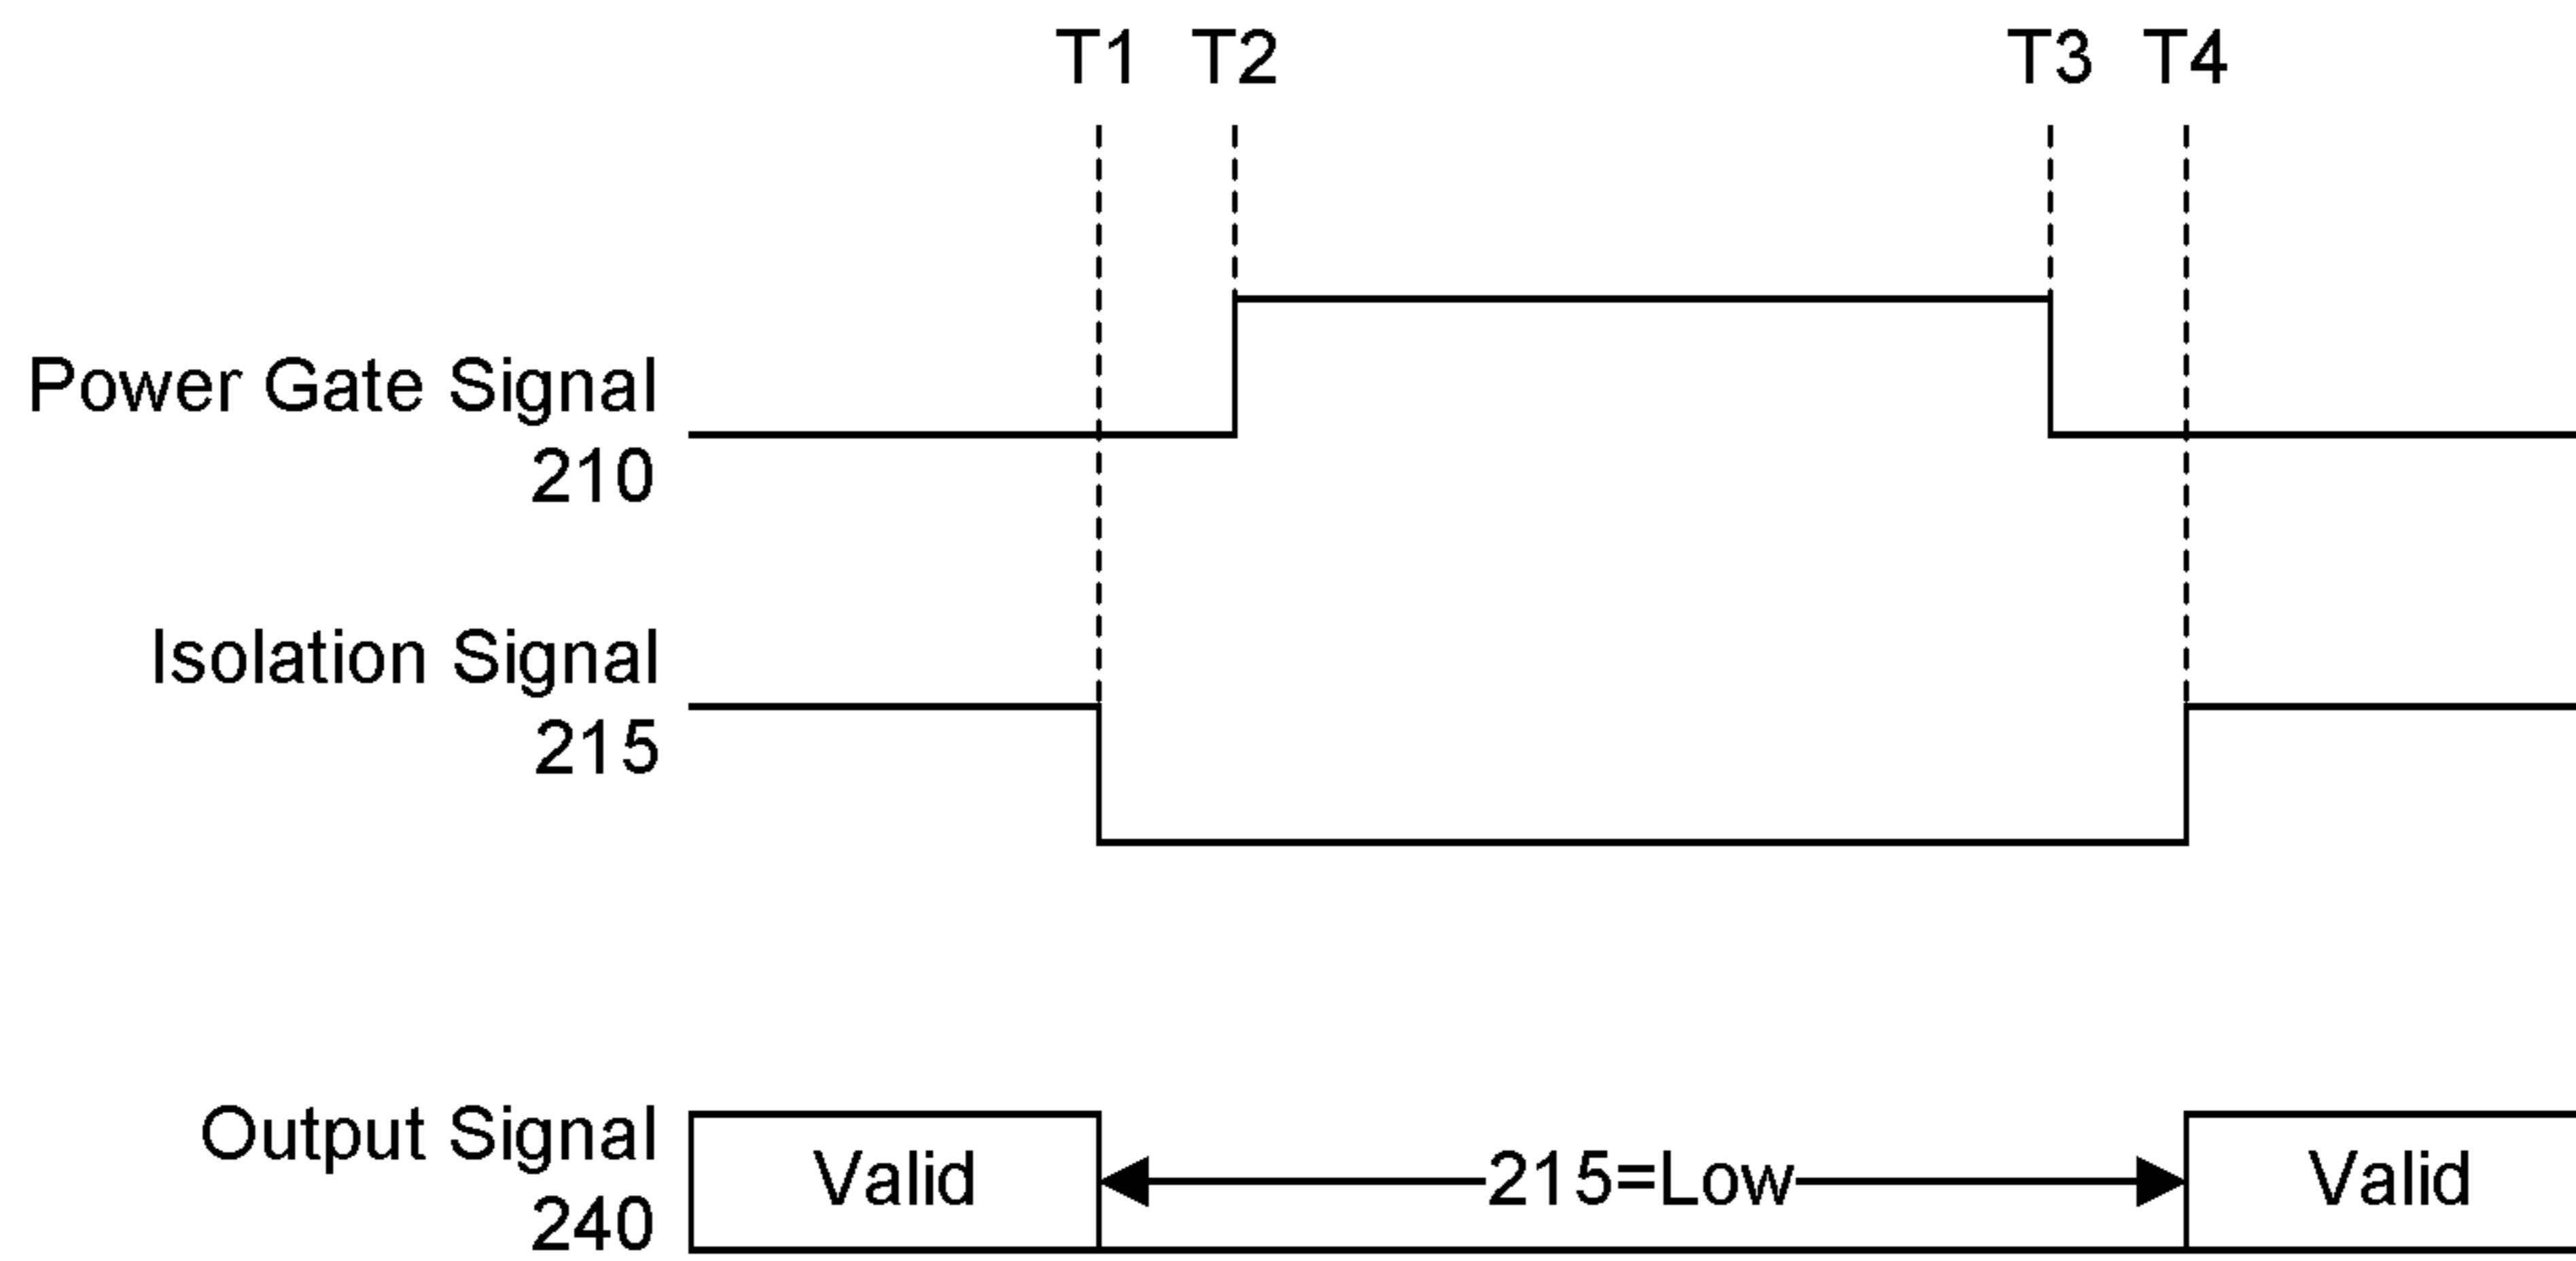 T1 T2 T3 T4
Power Gate Signal
210
Isolation Signal
215
Output Signal
240
Valid
215=Low
Valid